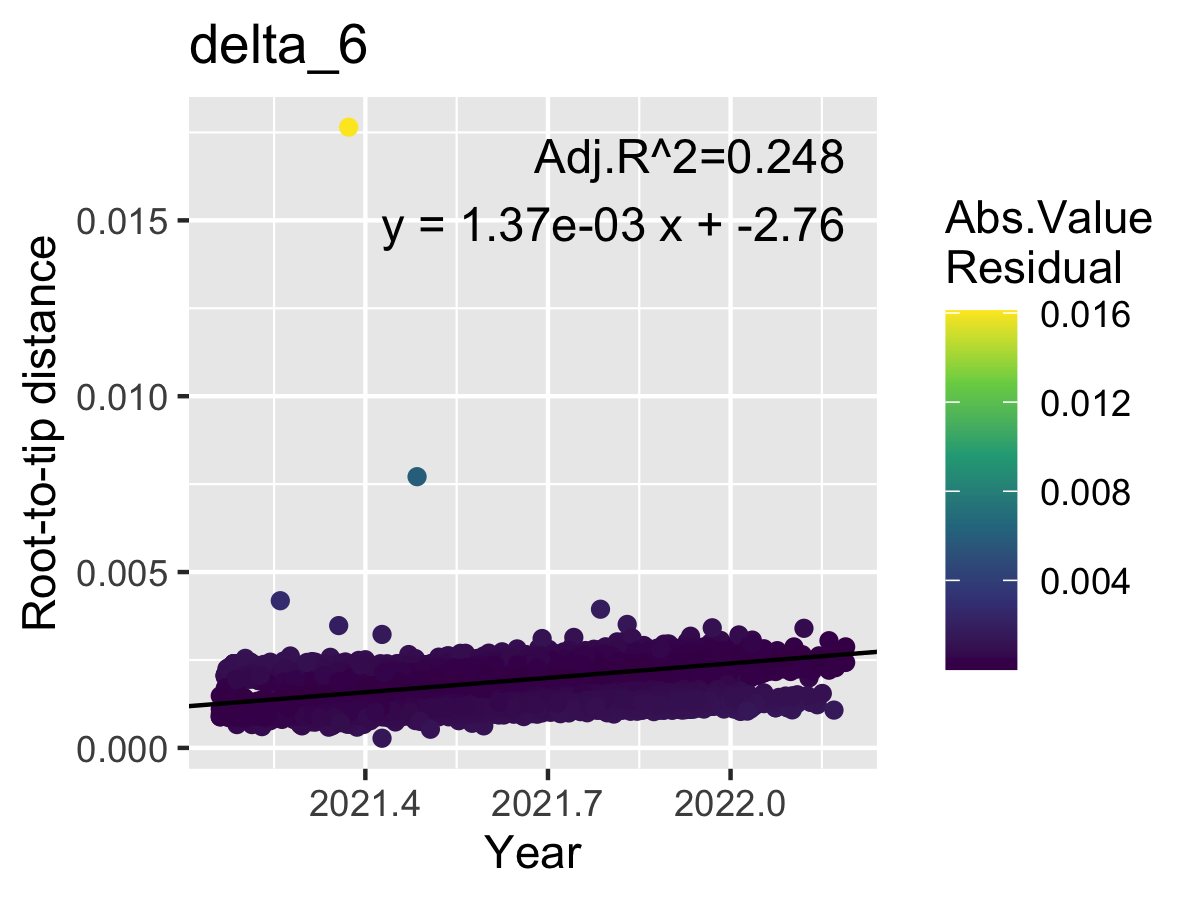 delta_6
Adj.R^2=0.248
y = 1.37e-03 x + -2.76
Root-to-tip distance
0.015
0.010
0.005
0.000
2021.4
2021.7
2022.0
Year
Abs.Value
Residual
0.016
0.012
0.008
0.004